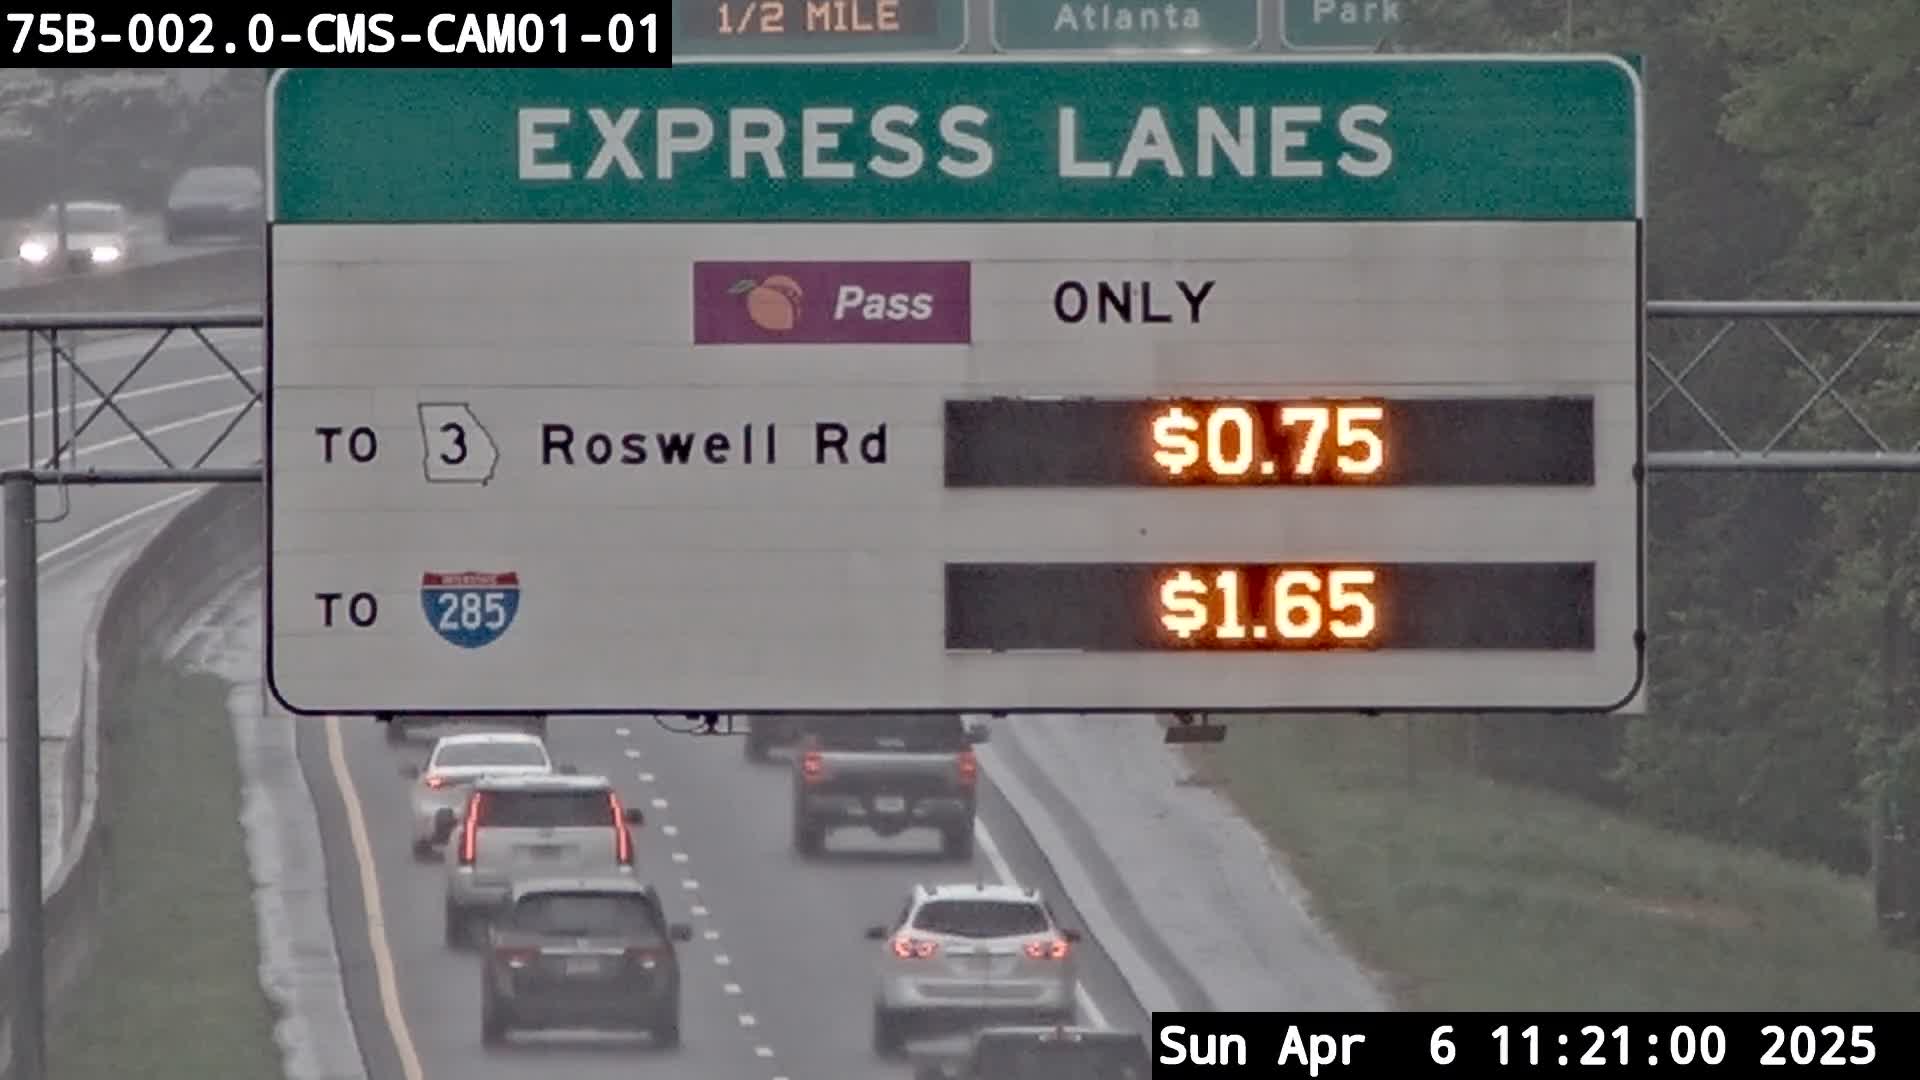 75B-002.0-CMS-CAM01-01
1/2 MILE
Atlanta
Park
EXPRESS LANES
Pass ONLY
TO 3 Roswell Rd $0.75
TO 285 $1.65
Sun Apr 6 11:21:00 2025